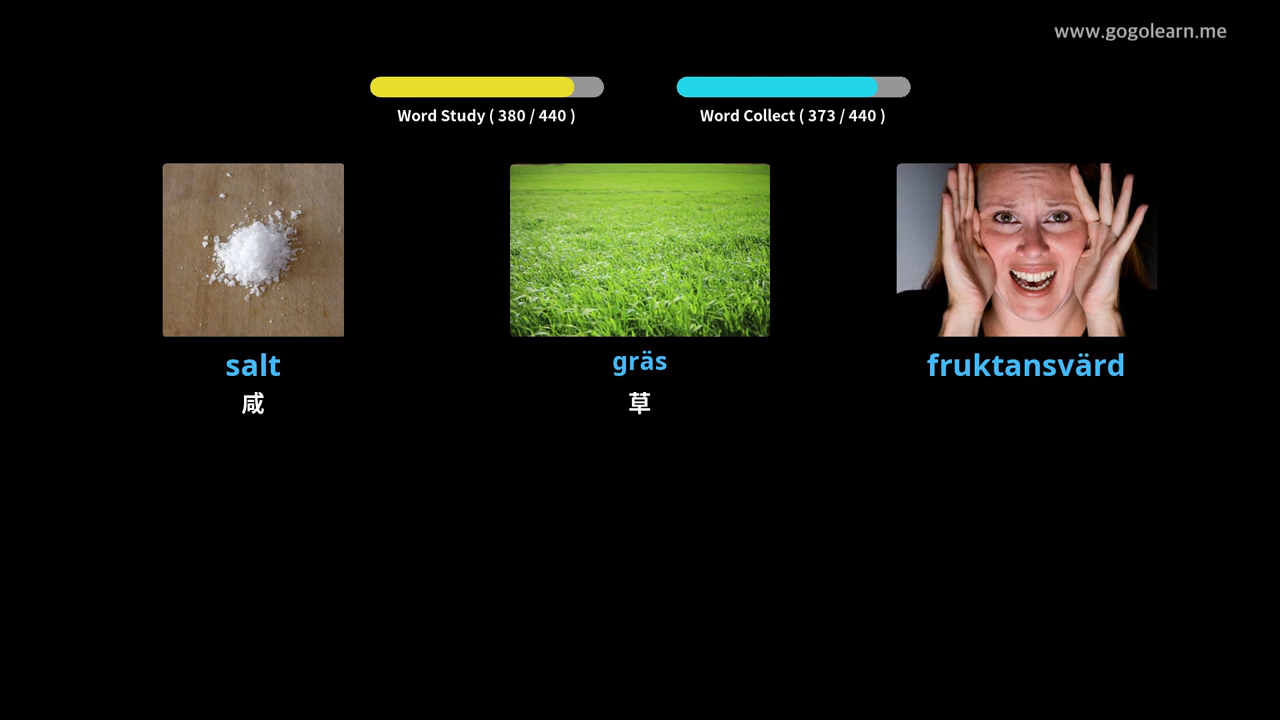 www.gogolearn.me
Word Study ( 380 / 440 )
Word Collect ( 373 / 440 )
salt
gräs
fruktansvärd
咸
草